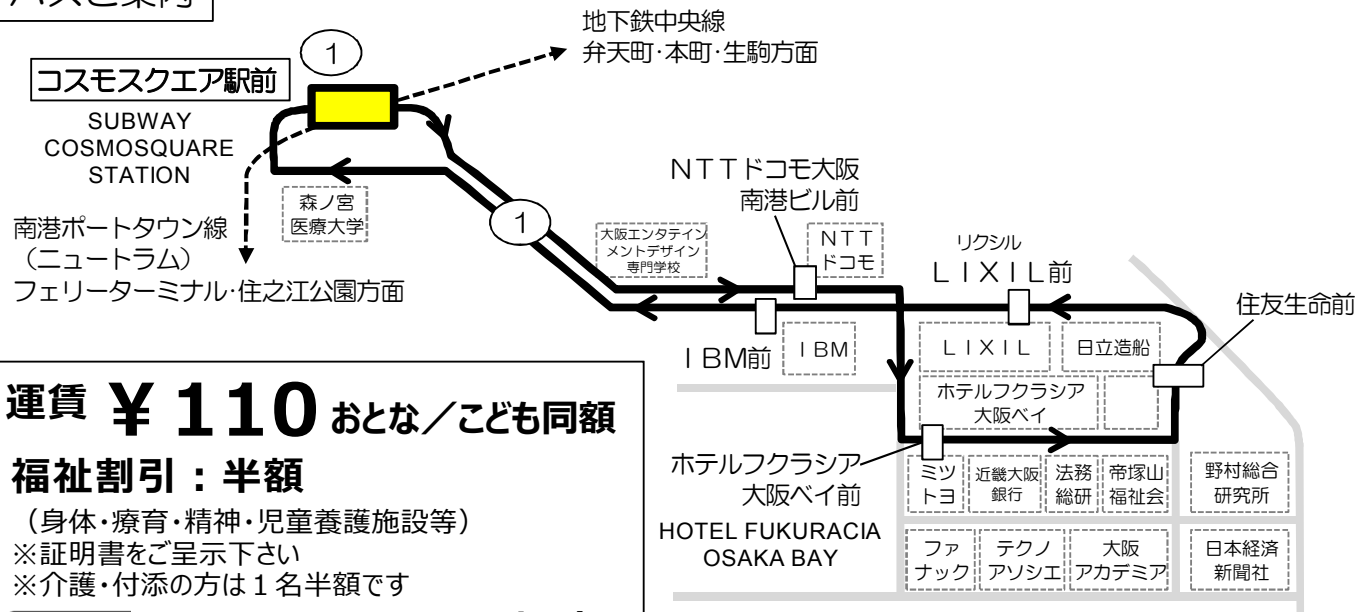 バスご案内
地下鉄中央線
弁天町･本町･生駒方面
1
コスモスクエア駅前
SUBWAY
COSMOSQUARE
STATION
南港ポートタウン線
（ニュートラム）
フェリーターミナル･住之江公園方面
森ノ宮
医療大学
1
大阪エンタテイン
メントデザイン
専門学校
ＮＴＴドコモ大阪
南港ビル前
ＮＴＴ
ドコモ
リクシル
ＬＩＸＩＬ前
住友生命前
ＩＢＭ前
ＩＢＭ
ＬＩＸＩＬ
日立造船
ホテルフクラシア
大阪ベイ
ホテルフクラシア
大阪ベイ前
HOTEL FUKURACIA
OSAKA BAY
ミツ
トヨ
近畿大阪
銀行
法務
総研
帝塚山
福祉会
野村総合
研究所
ファ
ナック
テクノ
アソシエ
大阪
アカデミア
日本経済
新聞社
運賃 ￥110 おとな／こども同額
福祉割引：半額
（身体･療育･精神･児童養護施設等）
※証明書をご呈示下さい
※介護･付添の方は１名半額です